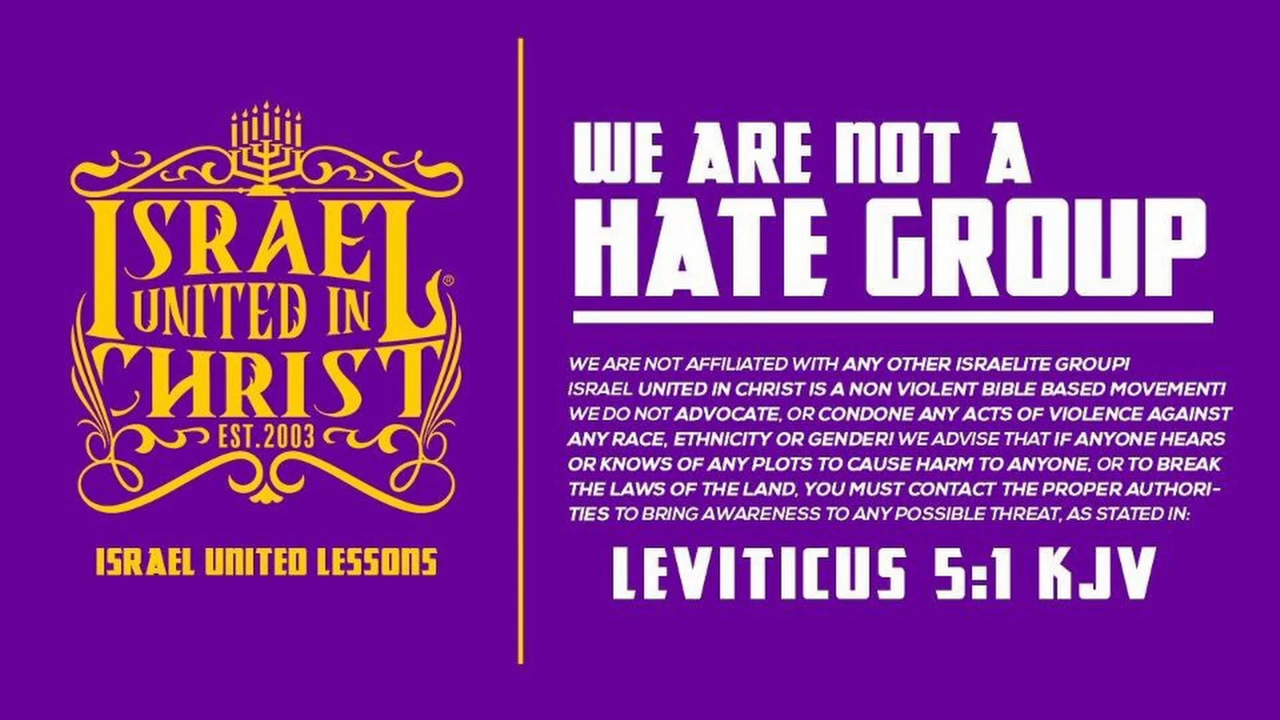 ISRAEL
UNITED IN
CHRIST
®
EST.2003
ISRAEL UNITED LESSONS
WE ARE NOT A
HATE GROUP
WE ARE NOT AFFILIATED WITH ANY OTHER ISRAELITE GROUP!
ISRAEL UNITED IN CHRIST IS A NON VIOLENT BIBLE BASED MOVEMENT!
WE DO NOT ADVOCATE, OR CONDONE ANY ACTS OF VIOLENCE AGAINST
ANY RACE, ETHNICITY OR GENDER! WE ADVISE THAT IF ANYONE HEARS
OR KNOWS OF ANY PLOTS TO CAUSE HARM TO ANYONE, OR TO BREAK
THE LAWS OF THE LAND, YOU MUST CONTACT THE PROPER AUTHORI-
TIES TO BRING AWARENESS TO ANY POSSIBLE THREAT, AS STATED IN:
LEVITICUS 5:1 KJV